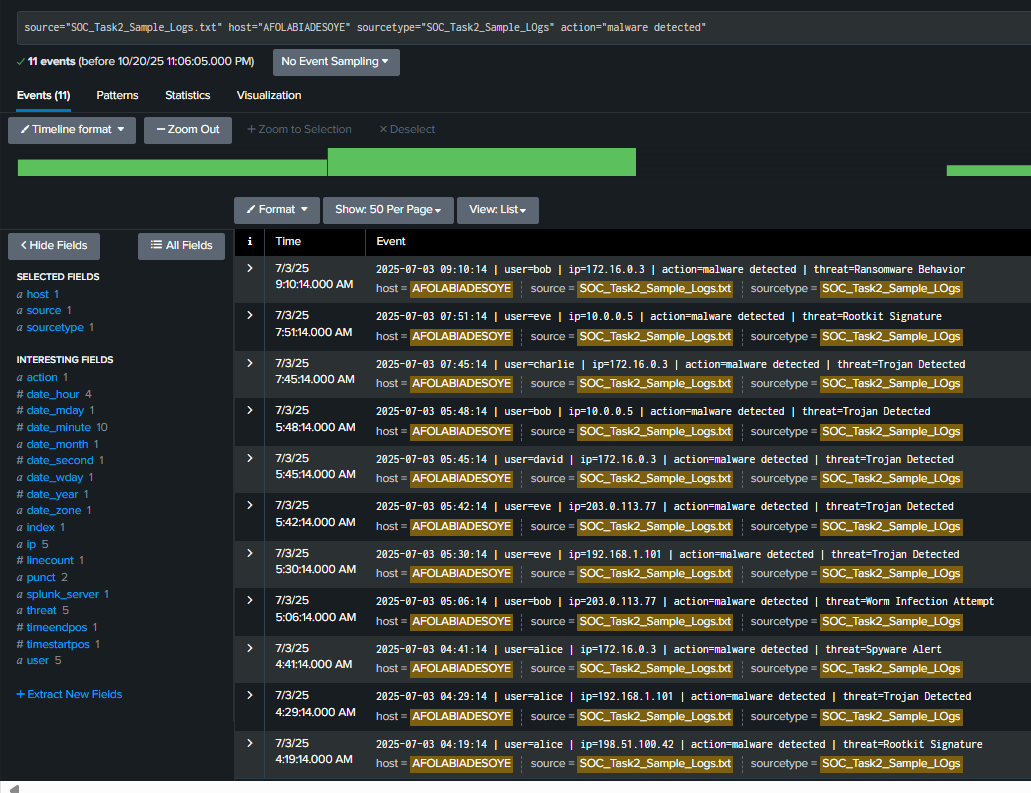 source="SOC_Task2_Sample_Logs.txt" host="AFOLABIADESOYE" sourcetype="SOC_Task2_Sample_LOgs" action="malware detected"
✓ 11 events (before 10/20/25 11:06:05.000 PM) No Event Sampling ▾
Events (11) Patterns Statistics Visualization
Timeline format ▾ — Zoom Out + Zoom to Selection × Deselect
Format ▾ Show: 50 Per Page ▾ View: List ▾
< Hide Fields All Fields
SELECTED FIELDS
a host 1
a source 1
a sourcetype 1
INTERESTING FIELDS
a action 1
# date_hour 4
# date_mday 1
# date_minute 10
a date_month 1
# date_second 1
a date_wday 1
# date_year 1
a date_zone 1
a index 1
a ip 5
# linecount 1
a punct 2
a splunk_server 1
a threat 5
# timeendpos 1
# timestartpos 1
a user 5
+ Extract New Fields
i Time Event
> 7/3/25 2025-07-03 09:10:14 | user=bob | ip=172.16.0.3 | action=malware detected | threat=Ransomware Behavior
9:10:14.000 AM host = AFOLABIADESOYE source = SOC_Task2_Sample_Logs.txt sourcetype = SOC_Task2_Sample_LOgs
> 7/3/25 2025-07-03 07:51:14 | user=eve | ip=10.0.0.5 | action=malware detected | threat=Rootkit Signature
7:51:14.000 AM host = AFOLABIADESOYE source = SOC_Task2_Sample_Logs.txt sourcetype = SOC_Task2_Sample_LOgs
> 7/3/25 2025-07-03 07:45:14 | user=charlie | ip=172.16.0.3 | action=malware detected | threat=Trojan Detected
7:45:14.000 AM host = AFOLABIADESOYE source = SOC_Task2_Sample_Logs.txt sourcetype = SOC_Task2_Sample_LOgs
> 7/3/25 2025-07-03 05:48:14 | user=bob | ip=10.0.0.5 | action=malware detected | threat=Trojan Detected
5:48:14.000 AM host = AFOLABIADESOYE source = SOC_Task2_Sample_Logs.txt sourcetype = SOC_Task2_Sample_LOgs
> 7/3/25 2025-07-03 05:45:14 | user=david | ip=172.16.0.3 | action=malware detected | threat=Trojan Detected
5:45:14.000 AM host = AFOLABIADESOYE source = SOC_Task2_Sample_Logs.txt sourcetype = SOC_Task2_Sample_LOgs
> 7/3/25 2025-07-03 05:42:14 | user=eve | ip=203.0.113.77 | action=malware detected | threat=Trojan Detected
5:42:14.000 AM host = AFOLABIADESOYE source = SOC_Task2_Sample_Logs.txt sourcetype = SOC_Task2_Sample_LOgs
> 7/3/25 2025-07-03 05:30:14 | user=eve | ip=192.168.1.101 | action=malware detected | threat=Trojan Detected
5:30:14.000 AM host = AFOLABIADESOYE source = SOC_Task2_Sample_Logs.txt sourcetype = SOC_Task2_Sample_LOgs
> 7/3/25 2025-07-03 05:06:14 | user=bob | ip=203.0.113.77 | action=malware detected | threat=Worm Infection Attempt
5:06:14.000 AM host = AFOLABIADESOYE source = SOC_Task2_Sample_Logs.txt sourcetype = SOC_Task2_Sample_LOgs
> 7/3/25 2025-07-03 04:41:14 | user=alice | ip=172.16.0.3 | action=malware detected | threat=Spyware Alert
4:41:14.000 AM host = AFOLABIADESOYE source = SOC_Task2_Sample_Logs.txt sourcetype = SOC_Task2_Sample_LOgs
> 7/3/25 2025-07-03 04:29:14 | user=alice | ip=192.168.1.101 | action=malware detected | threat=Trojan Detected
4:29:14.000 AM host = AFOLABIADESOYE source = SOC_Task2_Sample_Logs.txt sourcetype = SOC_Task2_Sample_LOgs
> 7/3/25 2025-07-03 04:19:14 | user=alice | ip=198.51.100.42 | action=malware detected | threat=Rootkit Signature
4:19:14.000 AM host = AFOLABIADESOYE source = SOC_Task2_Sample_Logs.txt sourcetype = SOC_Task2_Sample_LOgs